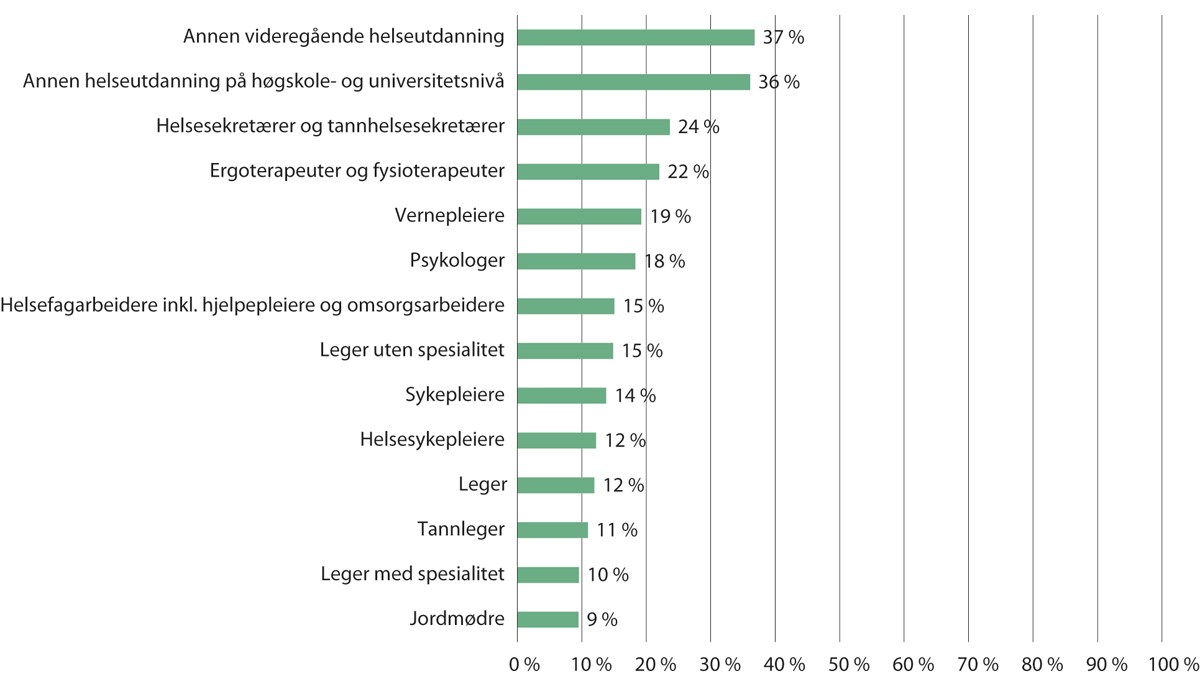 Annen videregående helseutdanning 37 %
Annen helseutdanning på høgskole- og universitetsnivå 36 %
Helsesekretærer og tannhelsesekretærer 24 %
Ergoterapeuter og fysioterapeuter 22 %
Vernepleiere 19 %
Psykologer 18 %
Helsefagarbeidere inkl. hjelpepleiere og omsorgsarbeidere 15 %
Leger uten spesialitet 15 %
Sykepleiere 14 %
Helsesykepleiere 12 %
Leger 12 %
Tannleger 11 %
Leger med spesialitet 10 %
Jordmødre 9 %
0 % 10 % 20 % 30 % 40 % 50 % 60 % 70 % 80 % 90 % 100 %